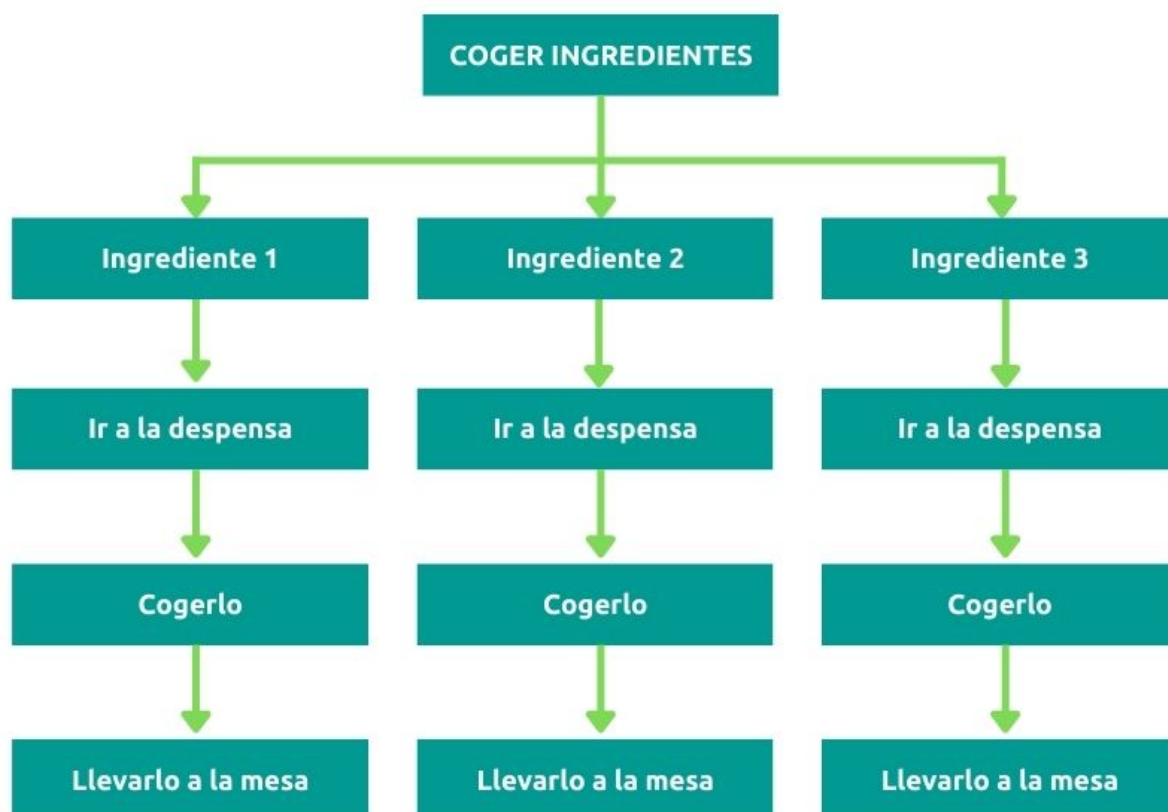 COGER INGREDIENTES
Ingrediente 1
Ingrediente 2
Ingrediente 3
Ir a la despensa
Ir a la despensa
Ir a la despensa
Cogerlo
Cogerlo
Cogerlo
Llevarlo a la mesa
Llevarlo a la mesa
Llevarlo a la mesa